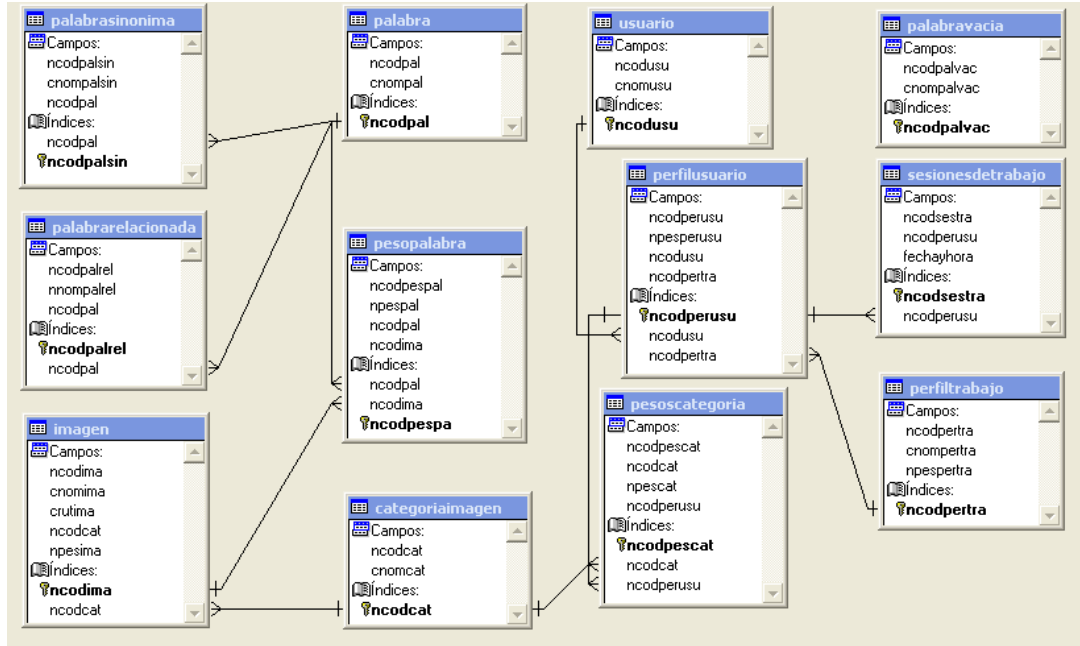 palabrasinonima
Campos:
ncodpalsin
cnompalsin
ncodpal
Índices:
ncodpal
ncodpalsin
palabra
Campos:
ncodpal
cnompal
Índices:
ncodpal
usuario
Campos:
ncodusu
cnomusu
Índices:
ncodusu
palabravacia
Campos:
ncodpalvac
cnompalvac
Índices:
ncodpalvac
palabrarelacionada
Campos:
ncodpalrel
nnompalrel
ncodpal
Índices:
ncodpalrel
ncodpal
pesopalabra
Campos:
ncodpespal
npespal
ncodpal
ncodima
Índices:
ncodpal
ncodima
ncodpespa
perfilusuario
Campos:
ncodperusu
npesperusu
ncodusu
ncodpertra
Índices:
ncodperusu
ncodusu
ncodpertra
sesionesdetrabajo
Campos:
ncodsestra
ncodperusu
fechayhora
Índices:
ncodsestra
ncodperusu
imagen
Campos:
ncodima
cnomima
crutima
ncodcat
npesima
Índices:
ncodima
ncodcat
categoriaimagen
Campos:
ncodcat
cnomcat
Índices:
ncodcat
pesoscategoria
Campos:
ncodpescat
ncodcat
npescat
ncodperusu
Índices:
ncodpescat
ncodcat
ncodperusu
perfiltrabajo
Campos:
ncodpertra
cnompertra
npespertra
Índices:
ncodpertra